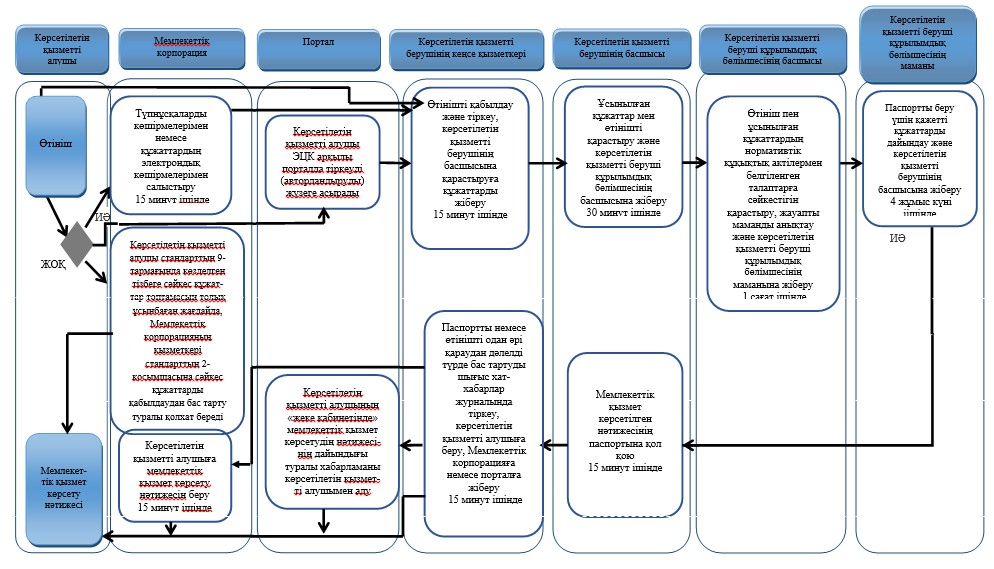 Көрсетілетін
қызметті
алушы
Мемлекеттік
корпорация
Портал
Көрсетілетін қызметті
берушінің кеңсе қызметкері
Көрсетілетін қызметті
берушінің басшысы
Көрсетілетін қызметті
беруші құрылымдық
бөлімшесінің басшысы
Көрсетілетін
қызметті беруші
құрылымдық
бөлімшесінің
маманы
Өтініш
ИӘ
ЖОҚ
Мемлекет-
тік қызмет
көрсету
нәтижесі
Түпнұсқаларды
көшірмелерімен
немесе
құжаттардың
электрондық
көшірмелерімен
салыстыру
15 минут ішінде
Көрсетілетін қызметті
алушы стандарттың 9-
тармағында көзделген
тізбеге сәйкес құжат-
тар топтамасын толық
ұсынбаған жағдайда,
Мемлекеттік
корпорацияның
қызметкері
стандарттың 2-
қосымшасына сәйкес
құжаттарды
қабылдаудан бас тарту
туралы қолхат береді
Көрсетілетін
қызметті алушыға
мемлекеттік
қызмет көрсету
нәтижесін беру
15 минут ішінде
Көрсетілетін
қызметті алушы
ЭЦҚ арқылы
порталда тіркеуді
(авторландыруды)
жүзеге асырады
Көрсетілетін
қызметті алушының
«жеке кабинетінде»
мемлекеттік қызмет
көрсетудің нәтижесі-
нің дайындығы
туралы хабарламаны
көрсетілетін қызмет-
ті алушымен алу
Өтінішті қабылдау
және тіркеу,
көрсетілетін
қызметті
берушінің
басшысына
қарастыруға
құжаттарды
жіберу
15 минут ішінде
Паспортты немесе
өтінішті одан әрі
қараудан дәлелді
түрде бас тартуды
шығыс хат-
хабарлар
журналында
тіркеу,
көрсетілетін
қызметті алушыға
беру, Мемлекеттік
корпорацияға
немесе порталға
жіберу
15 минут ішінде
Ұсынылған
құжаттар мен
өтінішті
қарастыру және
көрсетілетін
қызметті беруші
құрылымдық
бөлімшесінің
басшысына жіберу
30 минут ішінде
Мемлекеттік
қызмет
көрсетілген
нәтижесінің
паспортына қол
қою
15 минут ішінде
Өтініш пен
ұсынылған
құжаттардың
нормативтік
құқықтық актілермен
белгіленген
талаптарға
сәйкестігін
қарастыру, жауапты
маманды анықтау
және көрсетілетін
қызметті беруші
құрылымдық
бөлімшесінің
маманына жіберу
1 сағат ішінде
Паспортты беру
үшін қажетті
құжаттарды
дайындау және
көрсетілетін
қызметті
берушінің
басшысына жіберу
4 жұмыс күні
ішінде
ИӘ